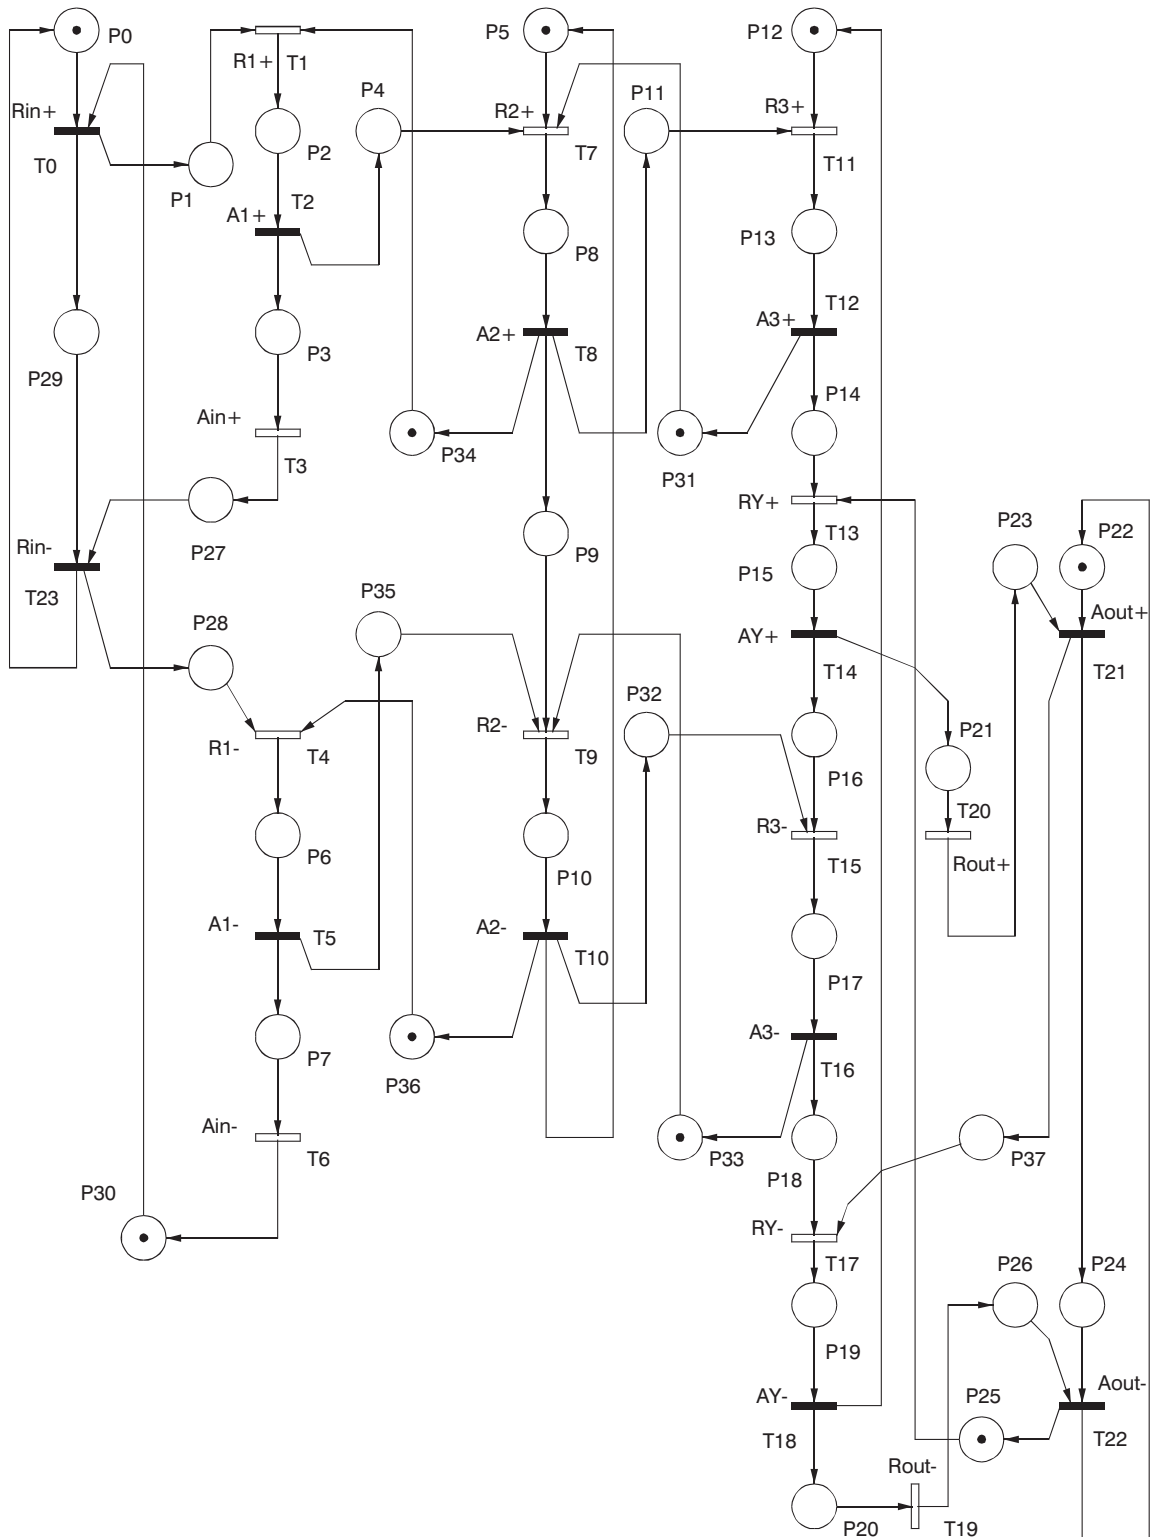 P0
P5
P12
R1+ T1
P4
P11
Rin+
R2+
R3+
T0
P1
P2
T7
T11
A1+ T2
P8
P13
T12
A2+
T8
A3+
P29
P3
P14
Ain+
T3
P34
P31
RY+
T13
P23
P22
Rin-
P27
P9
P15
T23
P28
P35
AY+
T14
Aout+
T21
P32
P21
R1-
T4
R2-
T9
P16
T20
R3-
T15
Rout+
P6
P10
A1-
T5
A2-
T10
P17
P7
P36
A3-
T16
Ain-
T6
P33
P18
P37
P30
RY-
T17
P26
P24
P19
AY-
T18
P25
Aout-
T22
Rout-
P20
T19